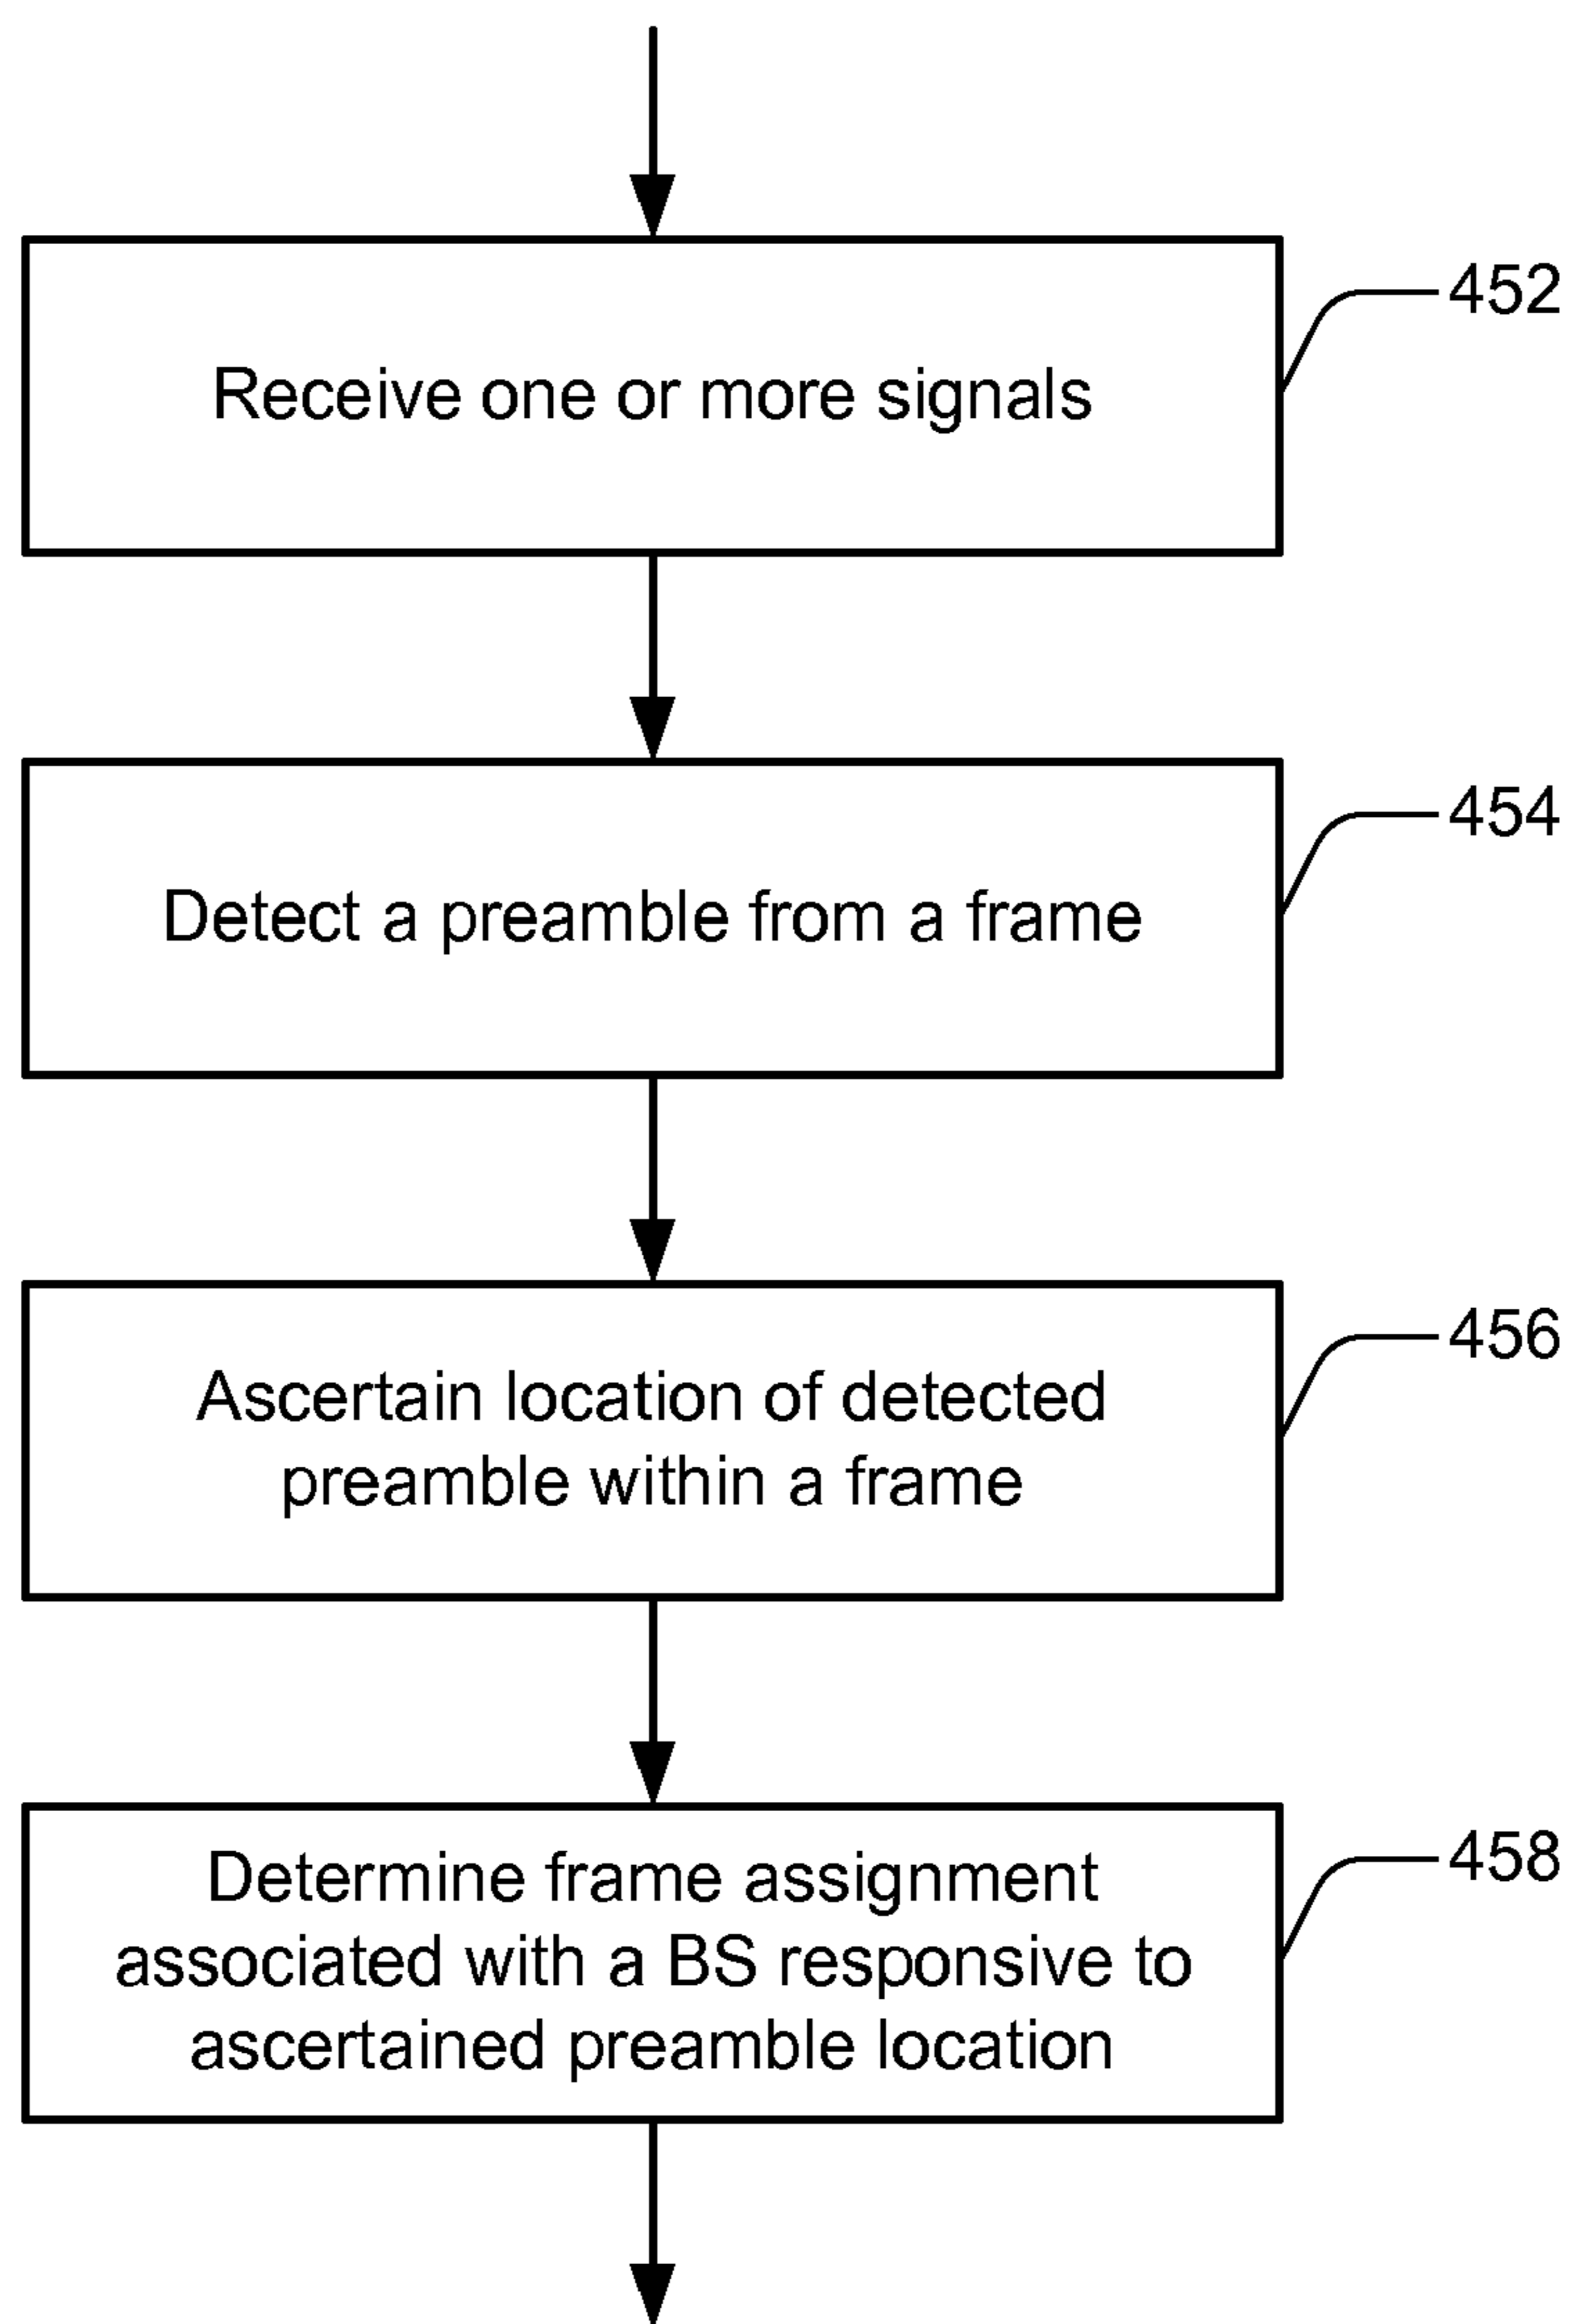 452
Receive one or more signals
454
Detect a preamble from a frame
456
Ascertain location of detected
preamble within a frame
458
Determine frame assignment
associated with a BS responsive to
ascertained preamble location